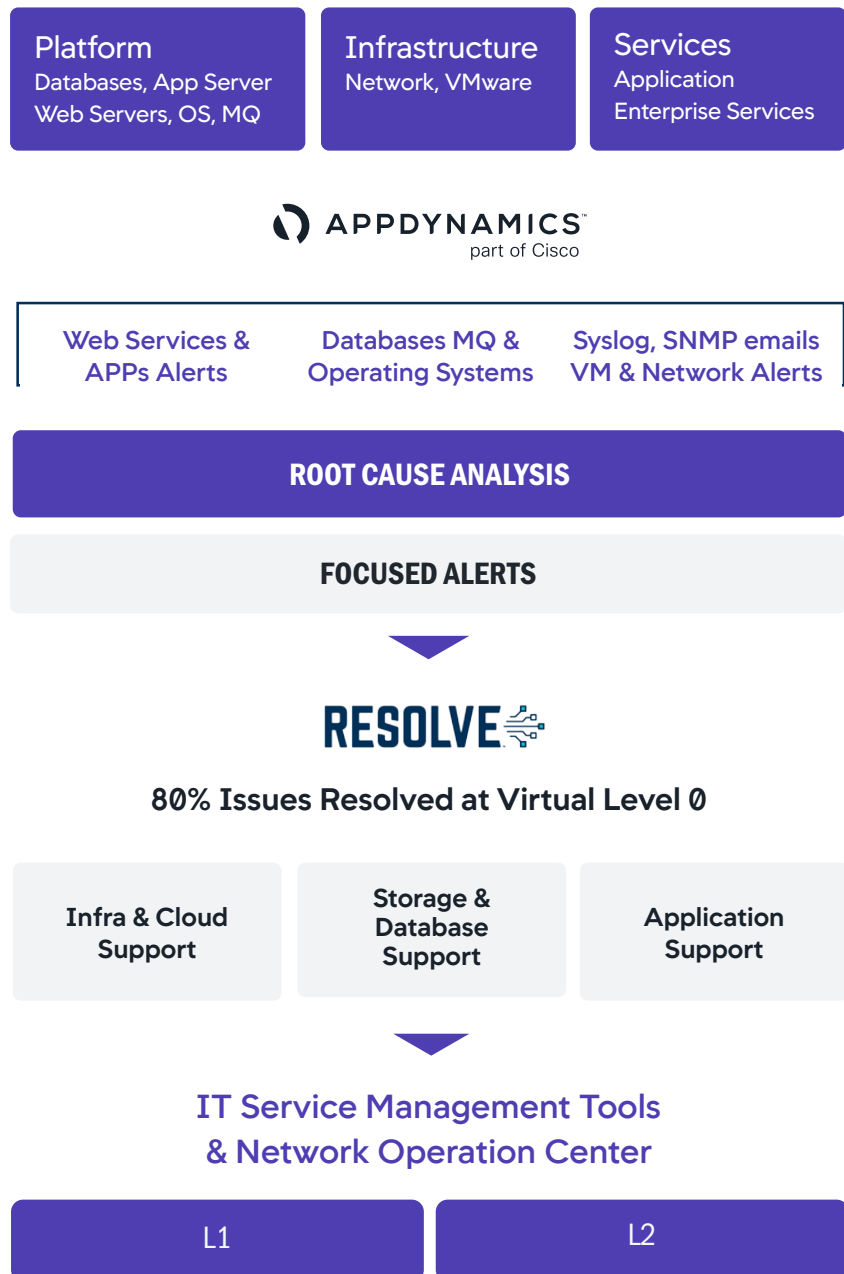 Platform
Databases, App Server
Web Servers, OS, MQ
Infrastructure
Network, VMware
Services
Application
Enterprise Services
APPDYNAMICS™
part of Cisco
Web Services &
APPs Alerts
Databases MQ &
Operating Systems
Syslog, SNMP emails
VM & Network Alerts
ROOT CAUSE ANALYSIS
FOCUSED ALERTS
RESOLVE
80% Issues Resolved at Virtual Level 0
Infra & Cloud
Support
Storage &
Database
Support
Application
Support
IT Service Management Tools
& Network Operation Center
L1
L2